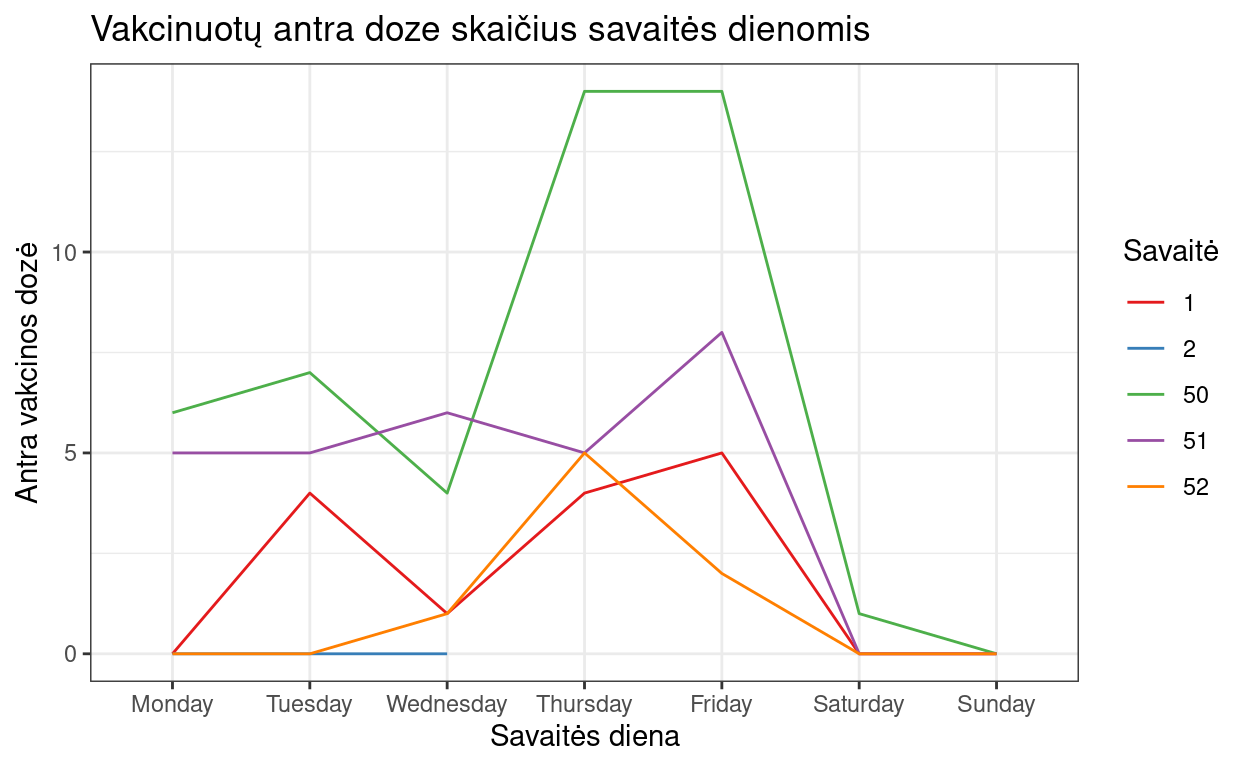 Vakcinuotų antra doze skaičius savaitės dienomis
Antra vakcinos dozė
10
5
0
Monday
Tuesday
Wednesday
Thursday
Friday
Saturday
Sunday
Savaitės diena
Savaitė
1
2
50
51
52